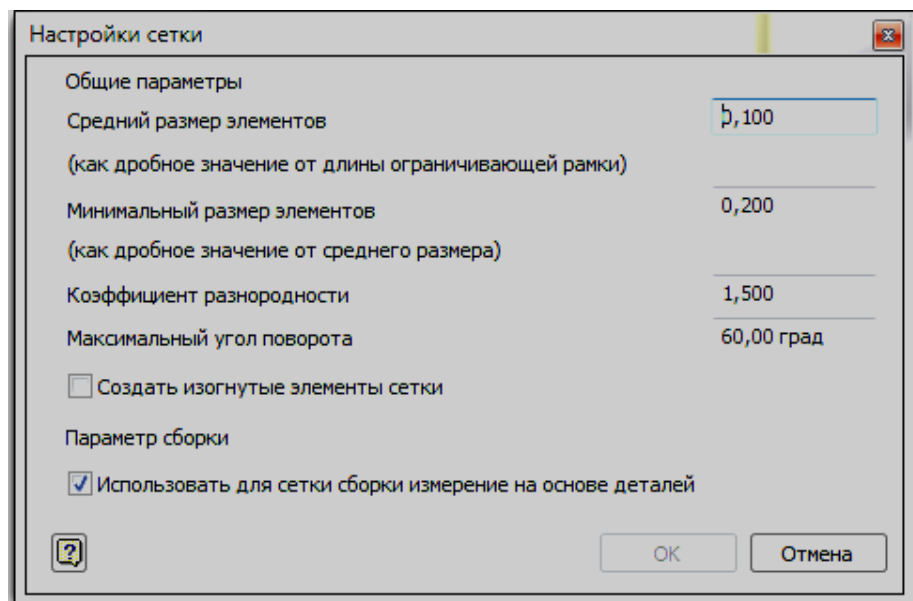 Настройки сетки
Общие параметры
Средний размер элементов 0,100
(как дробное значение от длины ограничивающей рамки)
Минимальный размер элементов 0,200
(как дробное значение от среднего размера)
Коэффициент разнородности 1,500
Максимальный угол поворота 60,00 град
Создать изогнутые элементы сетки
Параметр сборки
Использовать для сетки сборки измерение на основе деталей
? OK Отмена